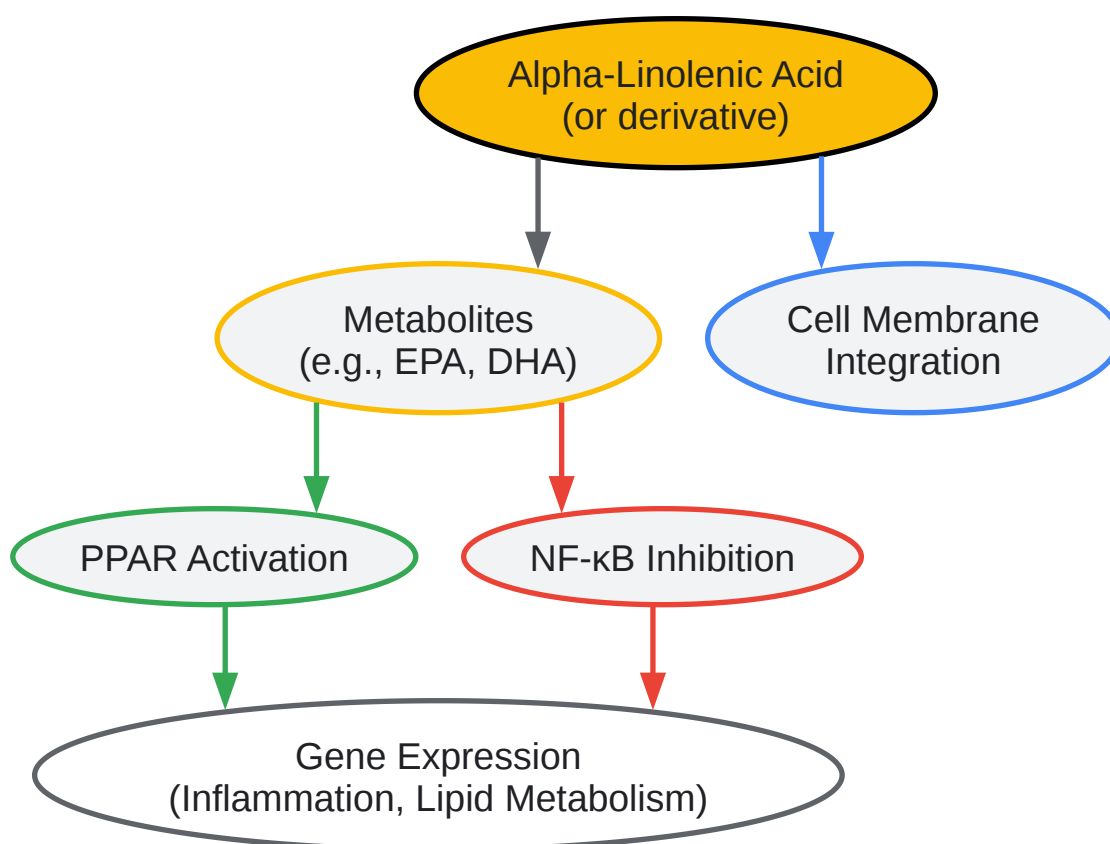 Alpha-Linolenic Acid
(or derivative)
Metabolites
(e.g., EPA, DHA)
Cell Membrane
Integration
PPAR Activation
NF-κB Inhibition
Gene Expression
(Inflammation, Lipid Metabolism)